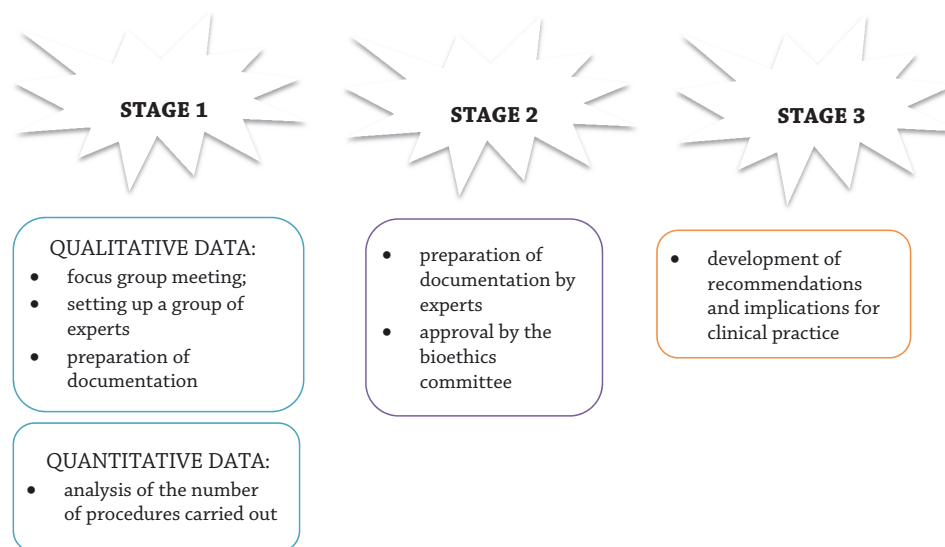 STAGE 1
STAGE 2
STAGE 3
QUALITATIVE DATA:
• focus group meeting;
• setting up a group of
experts
• preparation of
documentation
QUANTITATIVE DATA:
• analysis of the number
of procedures carried out
• preparation of
documentation by
experts
• approval by the
bioethics
committee
• development of
recommendations
and implications for
clinical practice